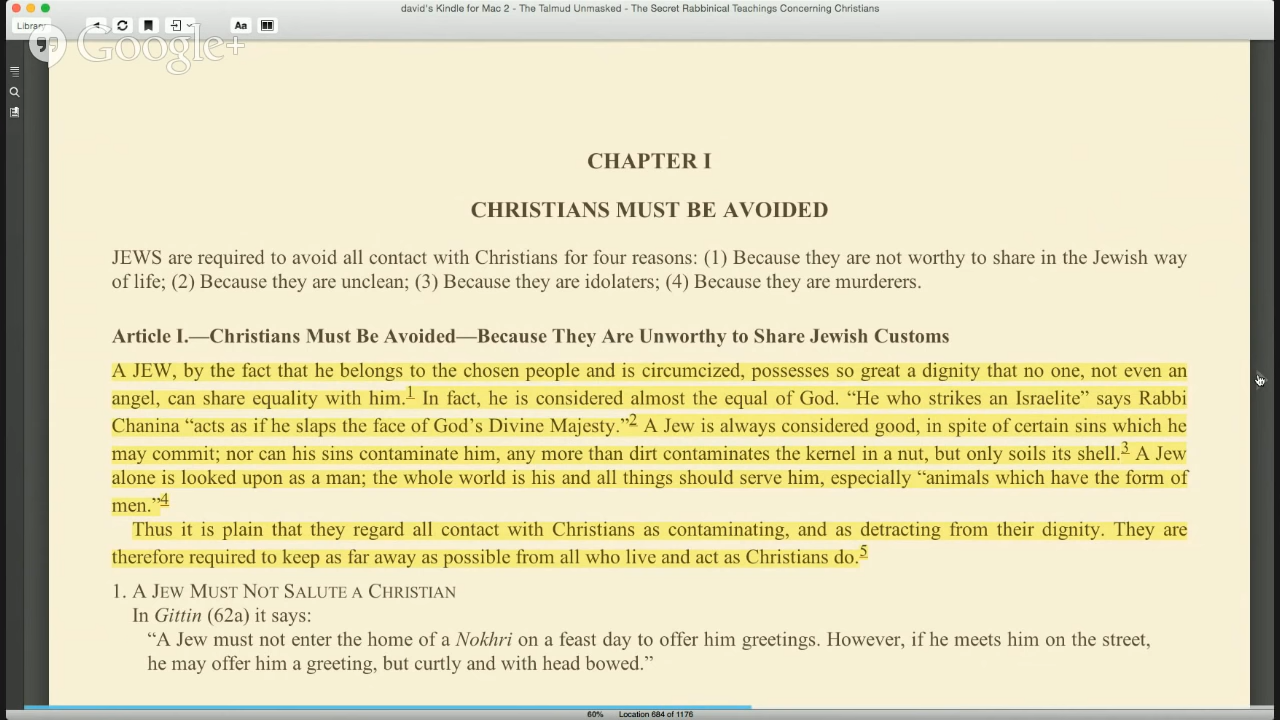 david's Kindle for Mac 2 - The Talmud Unmasked - The Secret Rabbinical Teachings Concerning Christians
Library
Aa
Google+
CHAPTER I
CHRISTIANS MUST BE AVOIDED
JEWS are required to avoid all contact with Christians for four reasons: (1) Because they are not worthy to share in the Jewish way
of life; (2) Because they are unclean; (3) Because they are idolaters; (4) Because they are murderers.
Article I.—Christians Must Be Avoided—Because They Are Unworthy to Share Jewish Customs
A JEW, by the fact that he belongs to the chosen people and is circumcized, possesses so great a dignity that no one, not even an
angel, can share equality with him.1 In fact, he is considered almost the equal of God. “He who strikes an Israelite” says Rabbi
Chanina “acts as if he slaps the face of God’s Divine Majesty.”2 A Jew is always considered good, in spite of certain sins which he
may commit; nor can his sins contaminate him, any more than dirt contaminates the kernel in a nut, but only soils its shell.3 A Jew
alone is looked upon as a man; the whole world is his and all things should serve him, especially “animals which have the form of
men.”4
Thus it is plain that they regard all contact with Christians as contaminating, and as detracting from their dignity. They are
therefore required to keep as far away as possible from all who live and act as Christians do.5
1. A JEW MUST NOT SALUTE A CHRISTIAN
In Gittin (62a) it says:
“A Jew must not enter the home of a Nokhri on a feast day to offer him greetings. However, if he meets him on the street,
he may offer him a greeting, but curtly and with head bowed.”
60% Location 684 of 1176